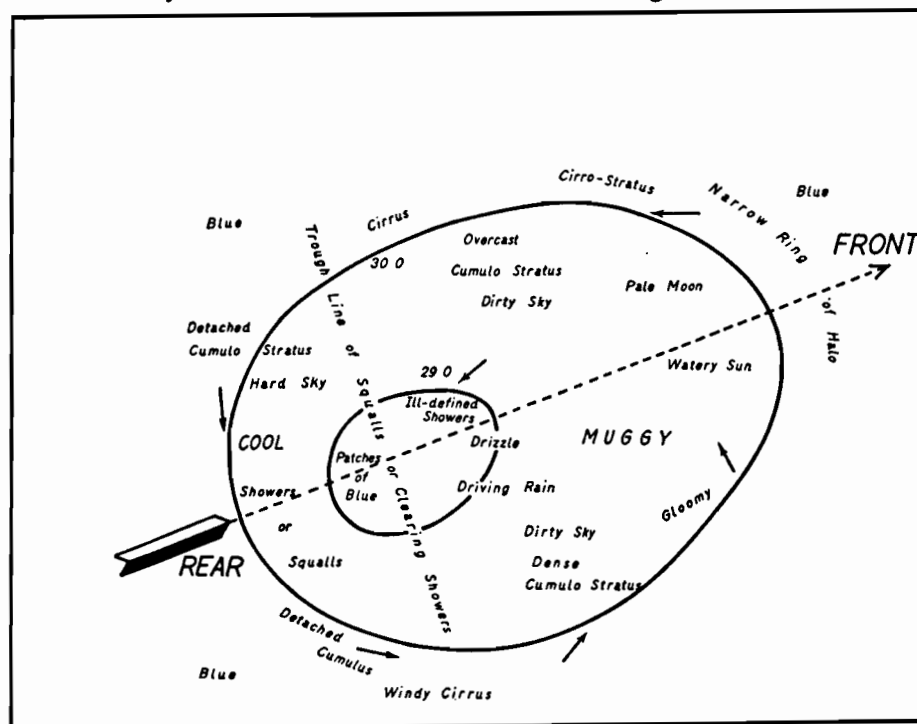 Cirro-Stratus
Narrow Ring
of Halo
Blue
Blue
Cirrus
Trough Line of Squalls or Clearing Showers
Overcast
30 0
Cumulo Stratus
Dirty Sky
Pale Moon
FRONT
Detached
Cumulo Stratus
Hard Sky
29 0
Ill-defined
Showers
Watery Sun
COOL
Drizzle
MUGGY
Patches
of
Blue
Showers
or
Squalls
Driving Rain
Gloomy
Dirty Sky
Dense
Cumulo Stratus
REAR
Detached
Cumulus
Blue
Windy Cirrus